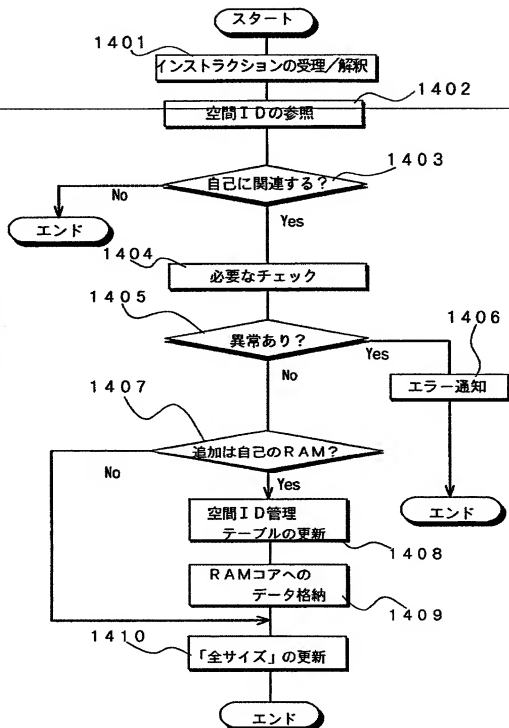 スタート
1401
インストラクションの受理/解釈
1402
空間IDの参照
1403
自己に関連する?
No
Yes
エンド
1404
必要なチェック
1405
異常あり?
1406
Yes
No
エラー通知
1407
追加は自己のRAM?
No
Yes
エンド
空間ID管理
テーブルの更新
1408
RAMコアへの
データ格納
1409
1410
「全サイズ」の更新
エンド